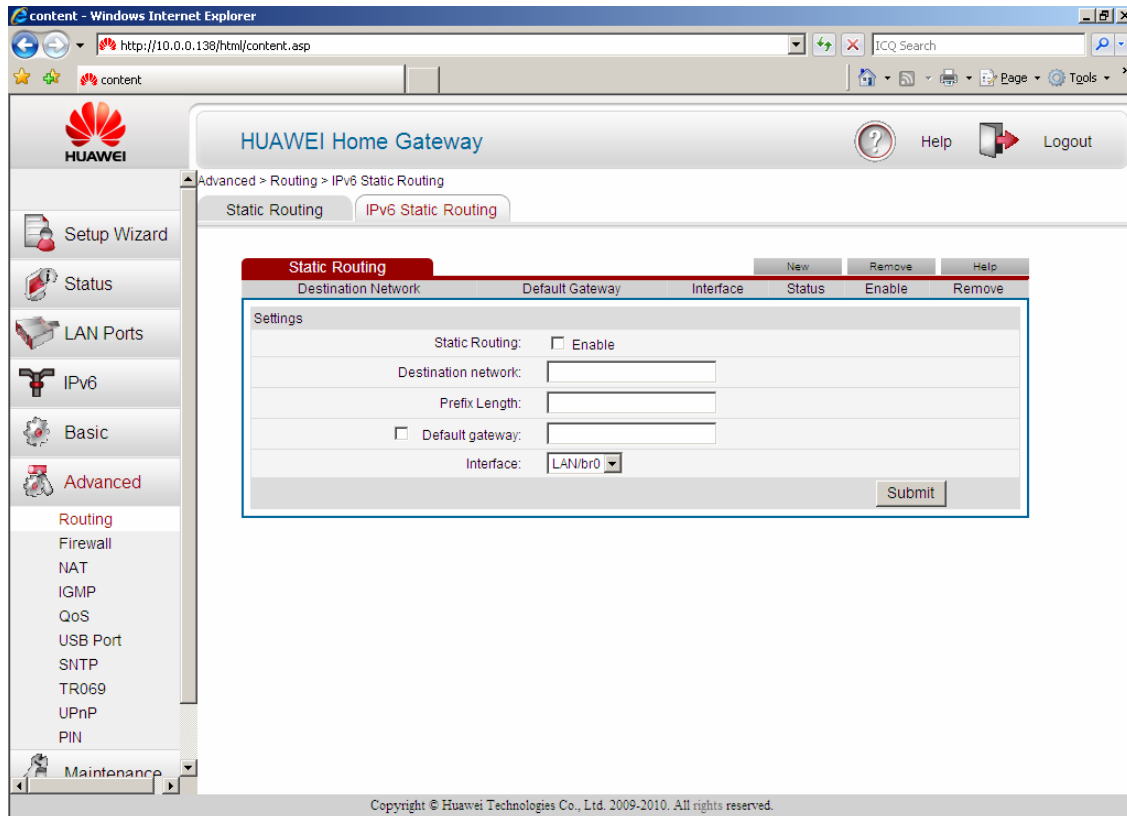 content - Windows Internet Explorer
http://10.0.0.138/html/content.asp
ICQ Search
content
Page
Tools
HUAWEI
HUAWEI Home Gateway
Help
Logout
Advanced > Routing > IPv6 Static Routing
Static Routing
IPv6 Static Routing
Setup Wizard
Status
LAN Ports
IPv6
Basic
Advanced
Routing
Firewall
NAT
IGMP
QoS
USB Port
SNTP
TR069
UPnP
PIN
Maintenance
Static Routing
New
Remove
Help
Destination Network
Default Gateway
Interface
Status
Enable
Remove
Settings
Static Routing:
Enable
Destination network:
Prefix Length:
Default gateway:
Interface:
LAN/br0
Submit
Copyright © Huawei Technologies Co., Ltd. 2009-2010. All rights reserved.